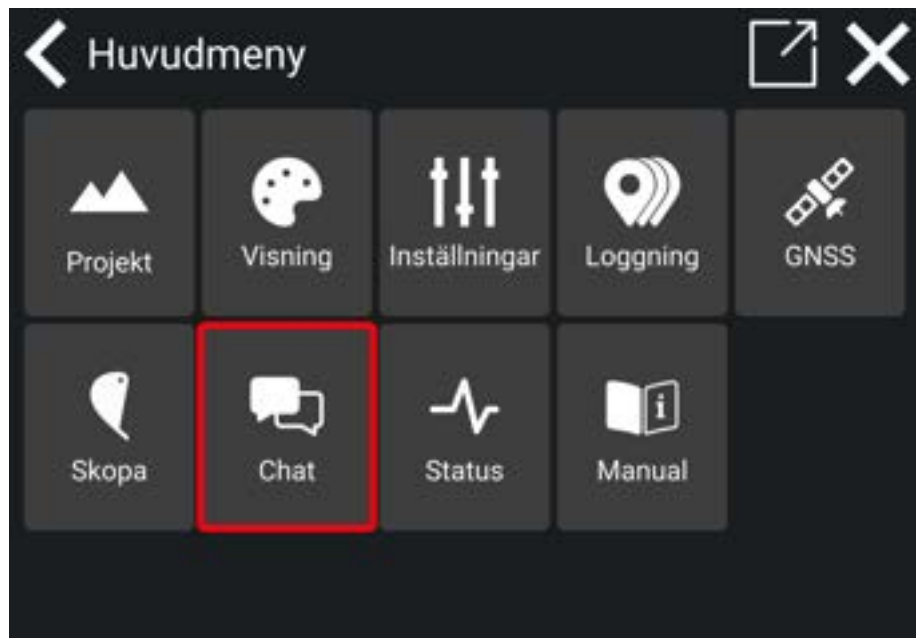 Huvudmeny
Projekt
Visning
Inställningar
Loggning
GNSS
Skopa
Chat
Status
i
Manual